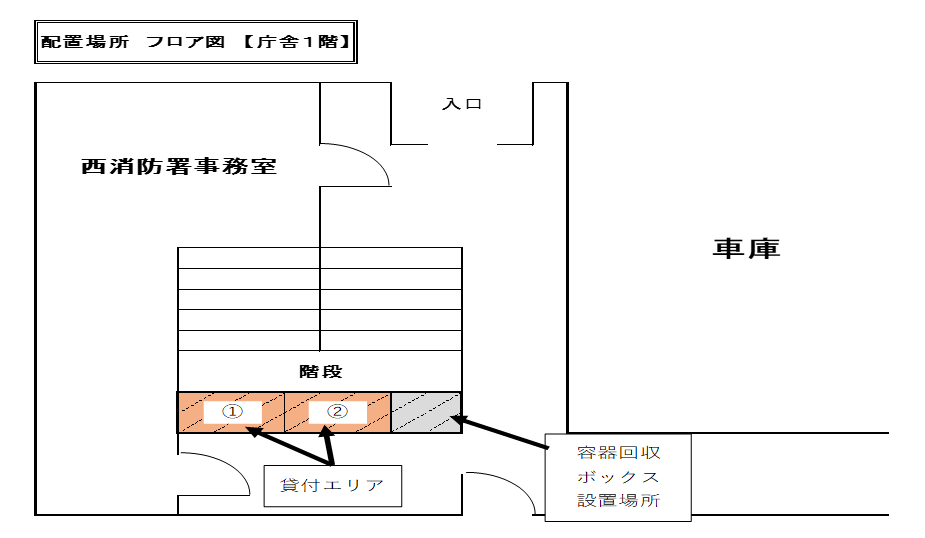 配置場所 フロア図 【庁舎1階】
入口
西消防署事務室
車庫
階段
① ②
貸付エリア
容器回収
ボックス
設置場所